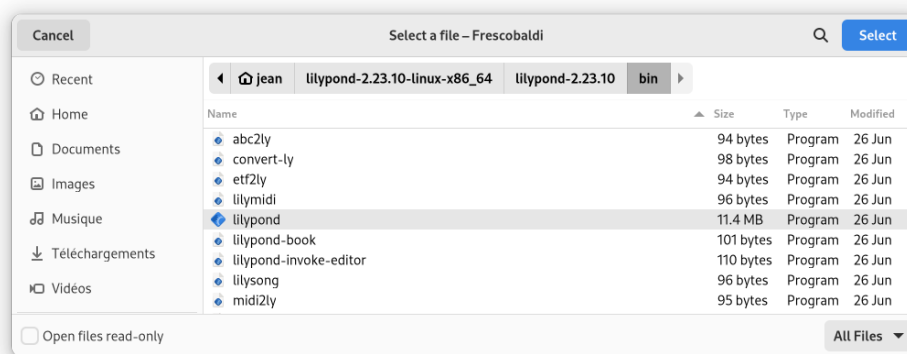 Cancel Select a file – Frescobaldi Select
Recent
Home
Documents
Images
Musique
Téléchargements
Vidéos
jean lilypond-2.23.10-linux-x86_64 lilypond-2.23.10 bin
Name Size Type Modified
abc2ly 94 bytes Program 26 Jun
convert-ly 98 bytes Program 26 Jun
etf2ly 94 bytes Program 26 Jun
lilymidi 96 bytes Program 26 Jun
lilypond 11.4 MB Program 26 Jun
lilypond-book 101 bytes Program 26 Jun
lilypond-invoke-editor 110 bytes Program 26 Jun
lilysong 96 bytes Program 26 Jun
midi2ly 95 bytes Program 26 Jun
Open files read-only All Files